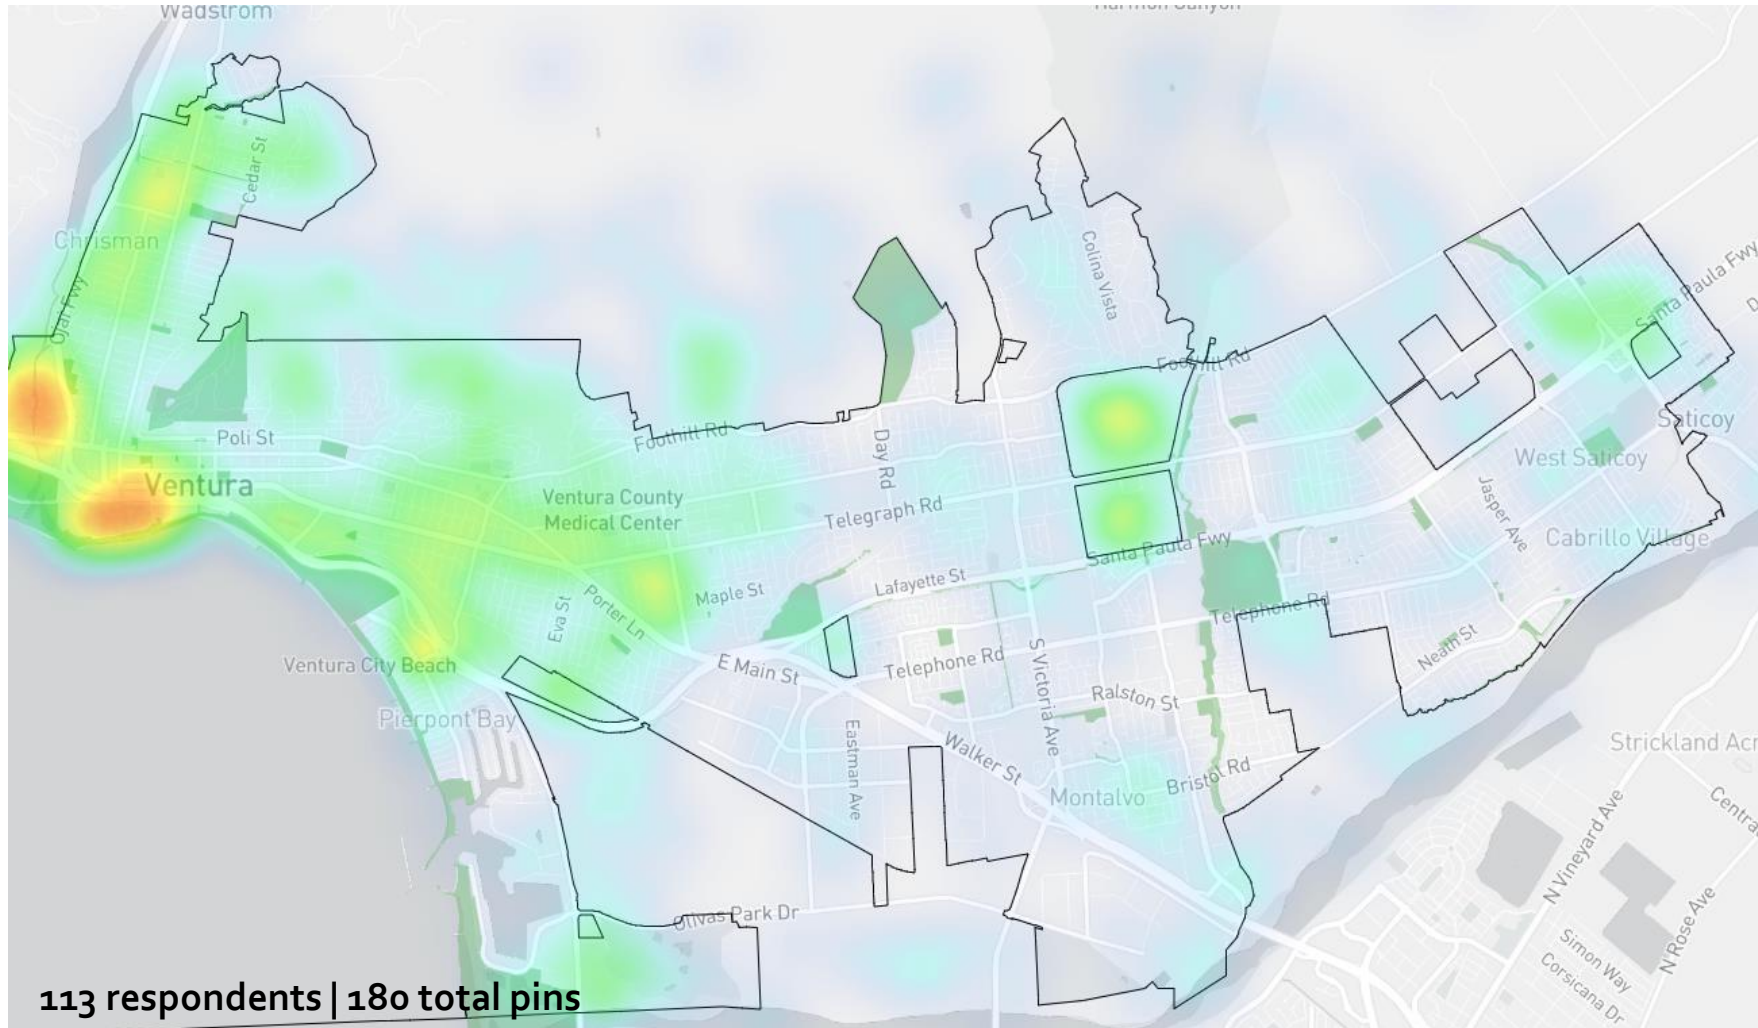 Wadstrom
Harmon Canyon
Cedar St
Chrisman
Ojai Fwy
Colina Vista
Santa Paula Fwy
Foothill Rd
Poli St
Foothill Rd
Day Rd
Saticoy
West Saticoy
Ventura
Ventura County
Medical Center
Telegraph Rd
Jasper Ave
Santa Paula Fwy
Cabrillo Village
Maple St
Lafayette St
Eva St
Porter Ln
Telephone Rd
Ventura City Beach
E Main St
Telephone Rd
S Victoria Ave
Neath St
Ralston St
Pierpont Bay
Eastman Ave
Walker St
Bristol Rd
Montalvo
Strickland Acr
Centra
N Vineyard Ave
Olivas Park Dr
N Rose Ave
Simon Way
Corsicana Dr
113 respondents | 180 total pins